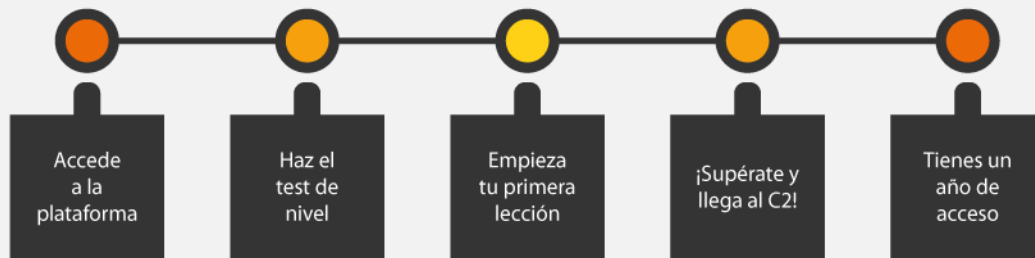 Accede
a la
plataforma
Haz el
test de
nivel
Empieza
tu primera
lección
¡Supérate y
llega al C2!
Tienes un
año de
acceso